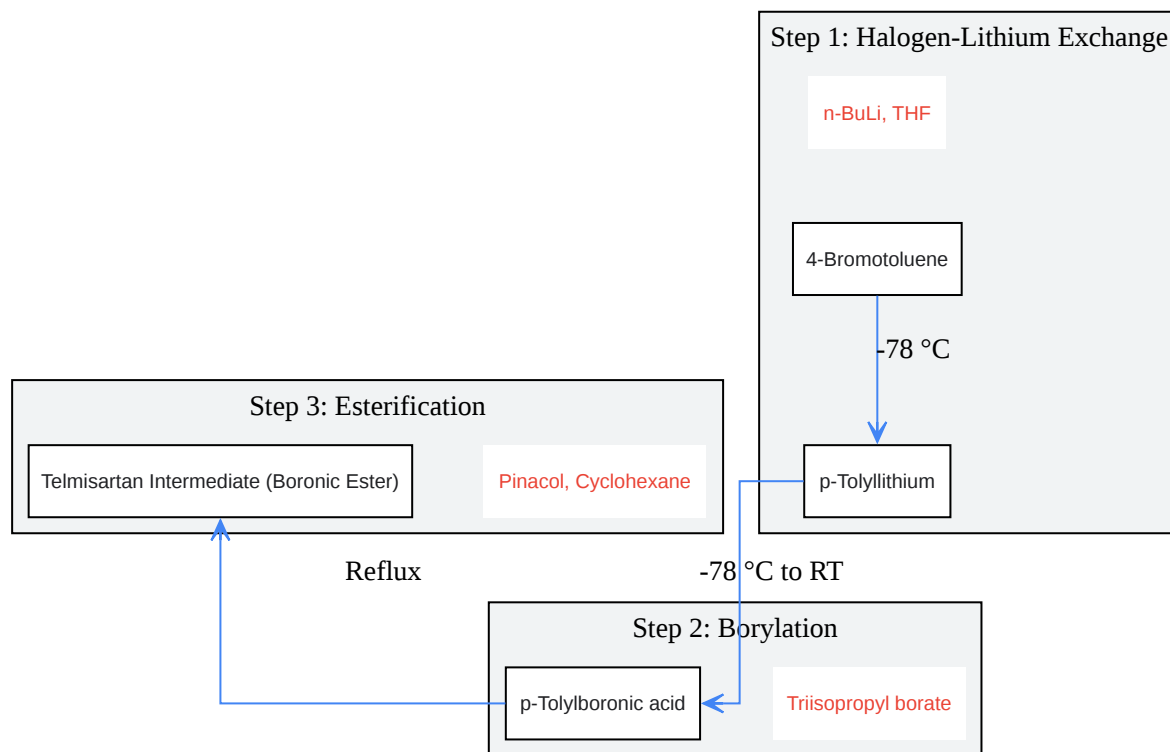 Step 1: Halogen-Lithium Exchange
n-BuLi, THF
4-Bromotoluene
-78 °C
p-Tolyllithium
-78 °C to RT
Step 2: Borylation
p-Tolylboronic acid
Triisopropyl borate
Reflux
Step 3: Esterification
Telmisartan Intermediate (Boronic Ester)
Pinacol, Cyclohexane